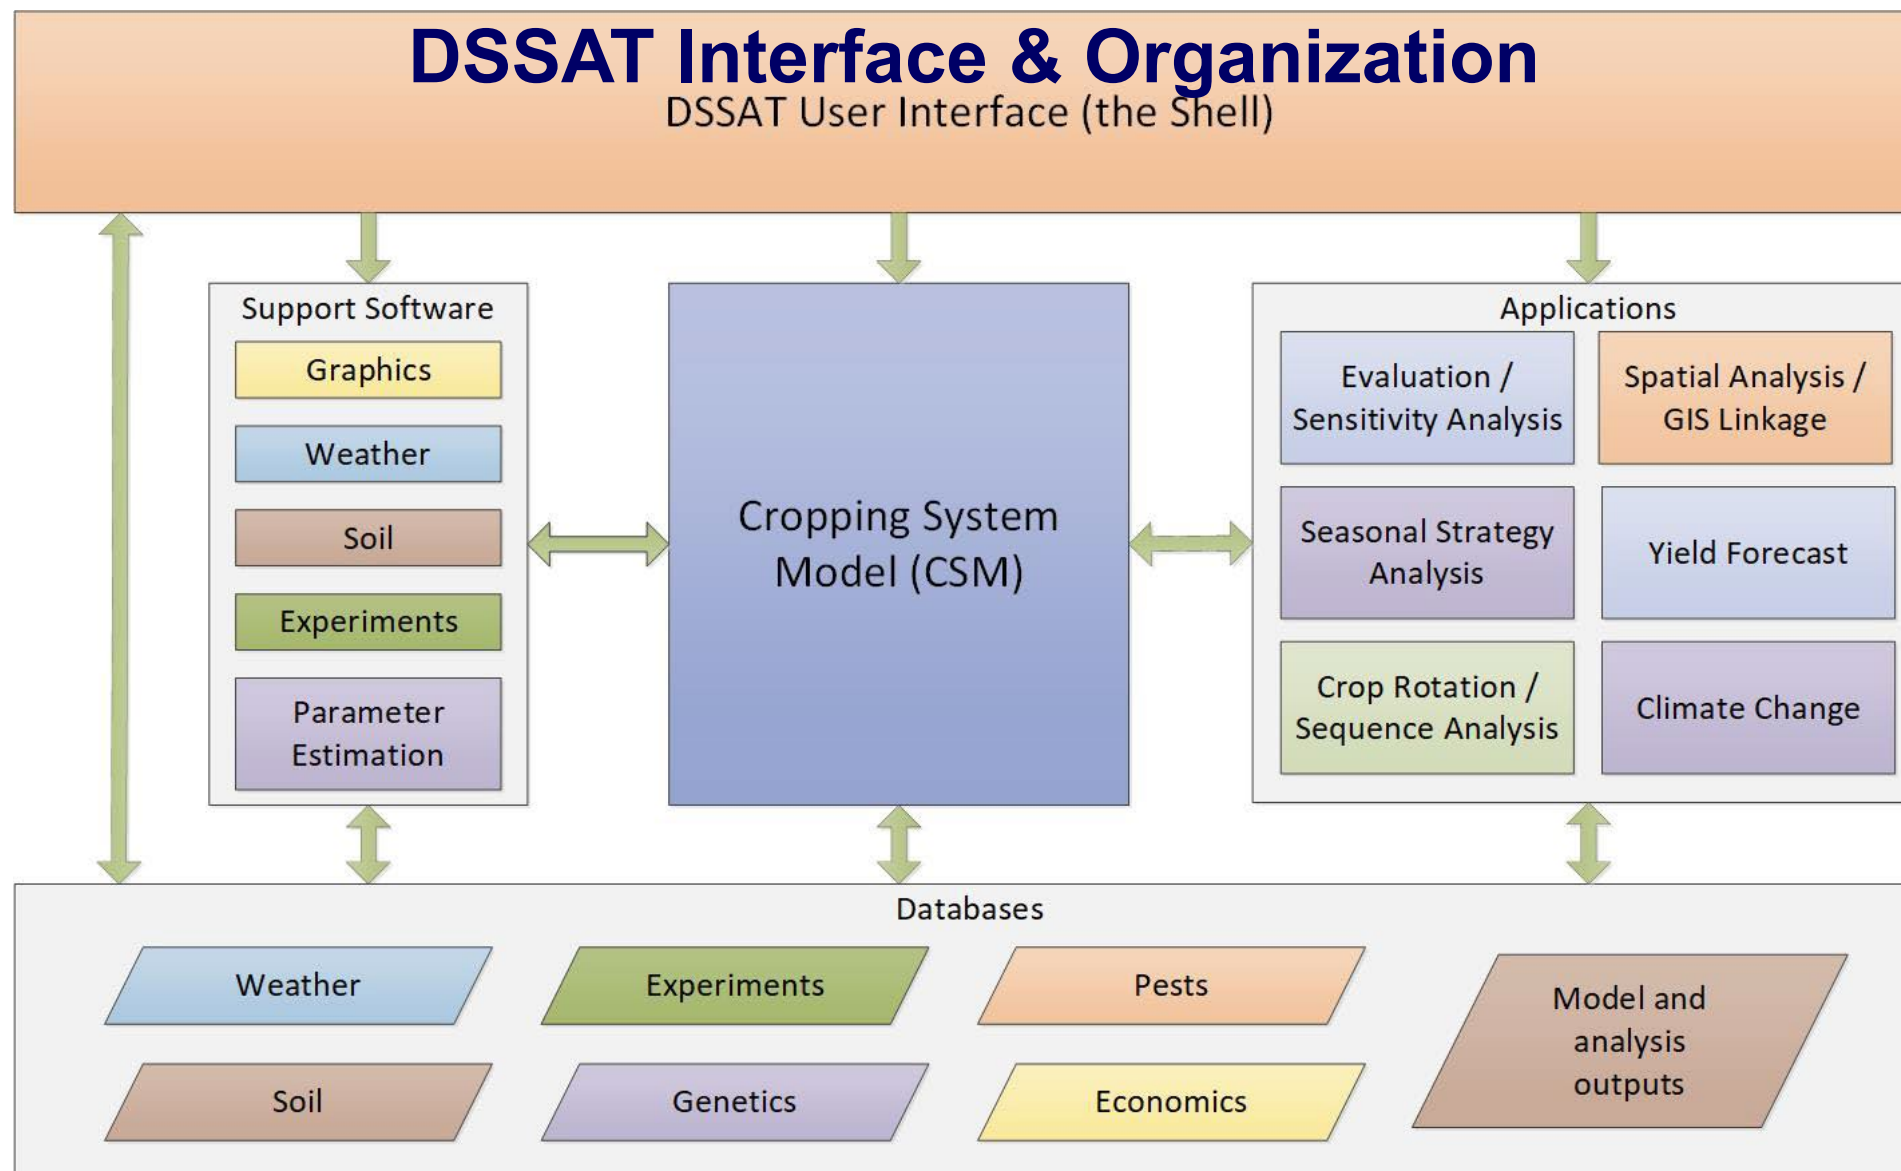 DSSAT Interface & Organization
DSSAT User Interface (the Shell)
Support Software
Graphics
Weather
Soil
Experiments
Parameter
Estimation
Cropping System
Model (CSM)
Applications
Evaluation /
Sensitivity Analysis
Spatial Analysis /
GIS Linkage
Seasonal Strategy
Analysis
Yield Forecast
Crop Rotation /
Sequence Analysis
Climate Change
Databases
Weather
Experiments
Pests
Soil
Genetics
Economics
Model and
analysis
outputs